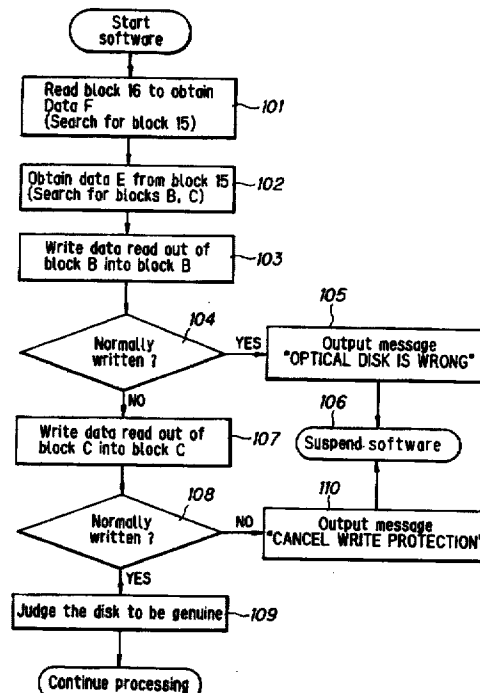 Start
software
Read block 16 to obtain
Data F
(Search for block 15)
101
Obtain data E from block 15
(Search for blocks B, C)
102
Write data read out of
block B into block B
103
104
Normally
written ?
YES
NO
105
Output message
"OPTICAL DISK IS WRONG"
106
Suspend software
Write data read out of
block C into block C
107
108
Normally
written ?
NO
YES
110
Output message
"CANCEL WRITE PROTECTION"
Judge the disk to be genuine
109
Continue processing